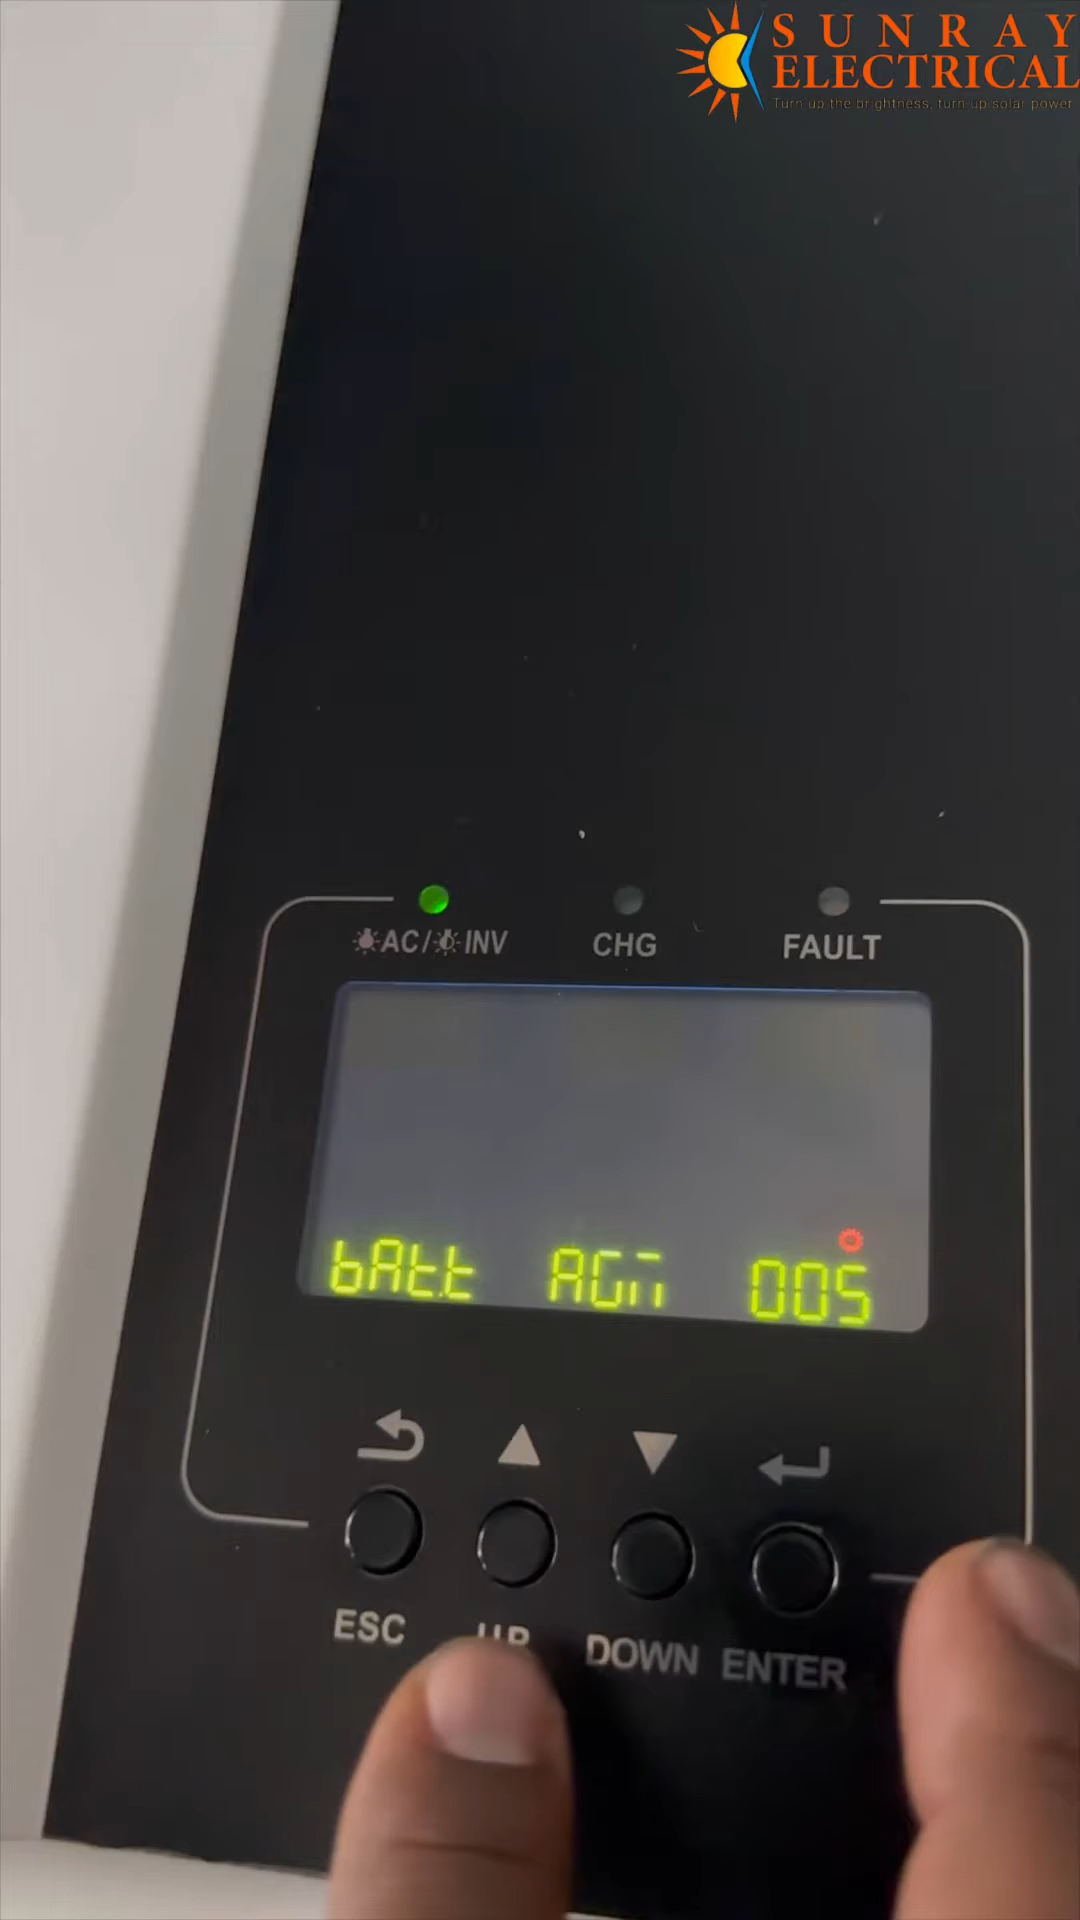 SUNRAY
ELECTRICAL
Turn up the brightness, turn up solar power
AC/ INV CHG FAULT
bAtt AGM 005
ESC UP DOWN ENTER